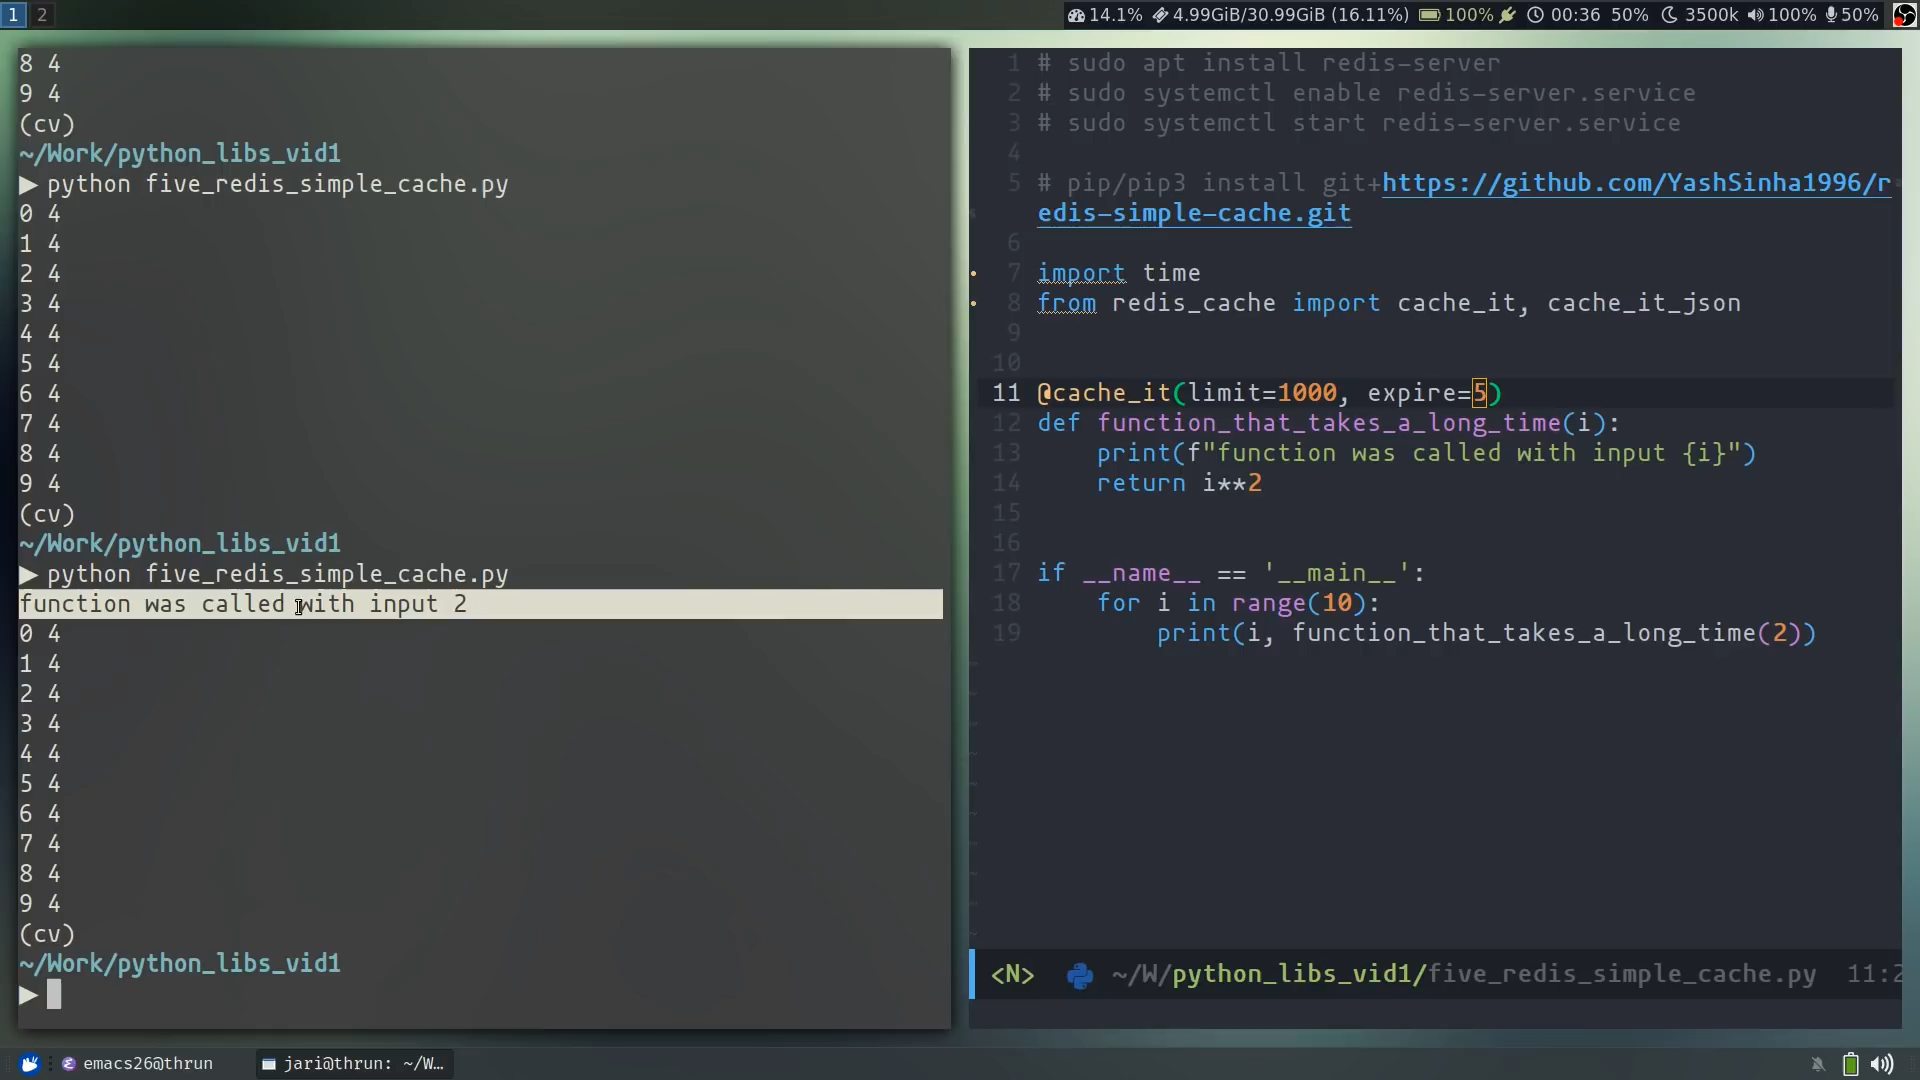 1 2
14.1% 4.99GiB/30.99GiB (16.11%) 100% 00:36 50% 3500k 100% 50%
8 4
9 4
(cv)
~/Work/python_libs_vid1
▶ python five_redis_simple_cache.py
0 4
1 4
2 4
3 4
4 4
5 4
6 4
7 4
8 4
9 4
(cv)
~/Work/python_libs_vid1
▶ python five_redis_simple_cache.py
function was called with input 2
0 4
1 4
2 4
3 4
4 4
5 4
6 4
7 4
8 4
9 4
(cv)
~/Work/python_libs_vid1
▶
1 # sudo apt install redis-server
2 # sudo systemctl enable redis-server.service
3 # sudo systemctl start redis-server.service
4
5 # pip/pip3 install git+https://github.com/YashSinha1996/r
edis-simple-cache.git
6
7 import time
8 from redis_cache import cache_it, cache_it_json
9
10
11 @cache_it(limit=1000, expire=5)
12 def function_that_takes_a_long_time(i):
13     print(f"function was called with input {i}")
14     return i**2
15
16
17 if __name__ == '__main__':
18     for i in range(10):
19         print(i, function_that_takes_a_long_time(2))
<N> ~/W/python_libs_vid1/five_redis_simple_cache.py 11:2
emacs26@thrun jari@thrun: ~/W...